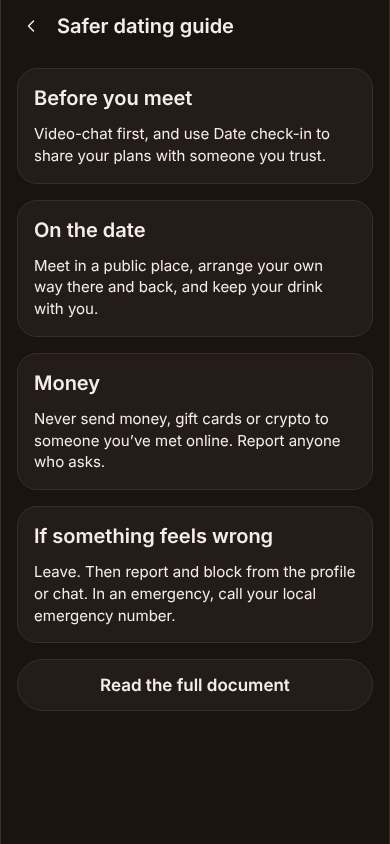 Safer dating guide
Before you meet
Video-chat first, and use Date check-in to
share your plans with someone you trust.
On the date
Meet in a public place, arrange your own
way there and back, and keep your drink
with you.
Money
Never send money, gift cards or crypto to
someone you’ve met online. Report anyone
who asks.
If something feels wrong
Leave. Then report and block from the profile
or chat. In an emergency, call your local
emergency number.
Read the full document